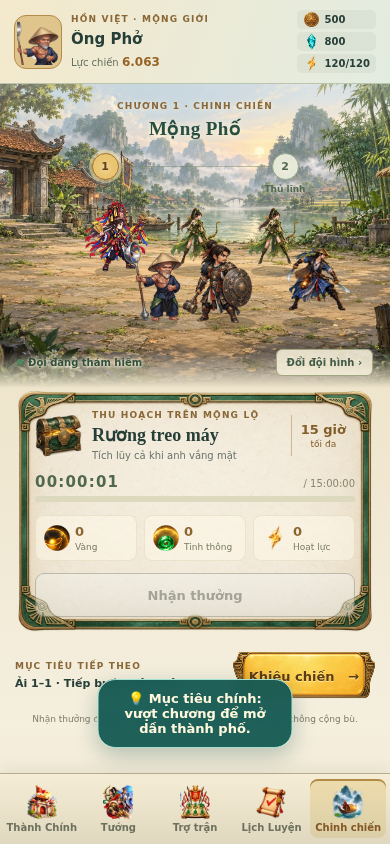 HỒN VIỆT · MỘNG GIỚI
Ông Phở
Lực chiến 6.063
500
800
120/120
CHƯƠNG 1 · CHINH CHIẾN
Mộng Phố
1
2
Thủ lĩnh
Đội đang thám hiểm
Đổi đội hình ›
THU HOẠCH TRÊN MỘNG LỘ
Rương treo máy
Tích lũy cả khi anh vắng mặt
15 giờ
tối đa
00:00:01
/ 15:00:00
0
Vàng
0
Tinh thông
0
Hoạt lực
Nhận thưởng
MỤC TIÊU TIẾP THEO
Ải 1–1 · Tiếp
Khiêu chiến →
💡 Mục tiêu chính:
vượt chương để mở
dần thành phố.
Nhận thưởng
không cộng bù.
Thành Chính
Tướng
Trợ trận
Lịch Luyện
Chinh chiến